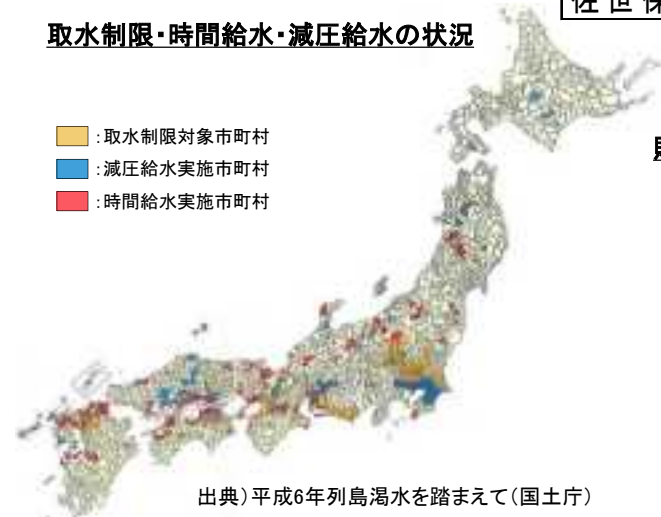 佐世保
取水制限・時間給水・減圧給水の状況
:取水制限対象市町村
:減圧給水実施市町村
:時間給水実施市町村
出典)平成6年列島渇水を踏まえて(国土庁)